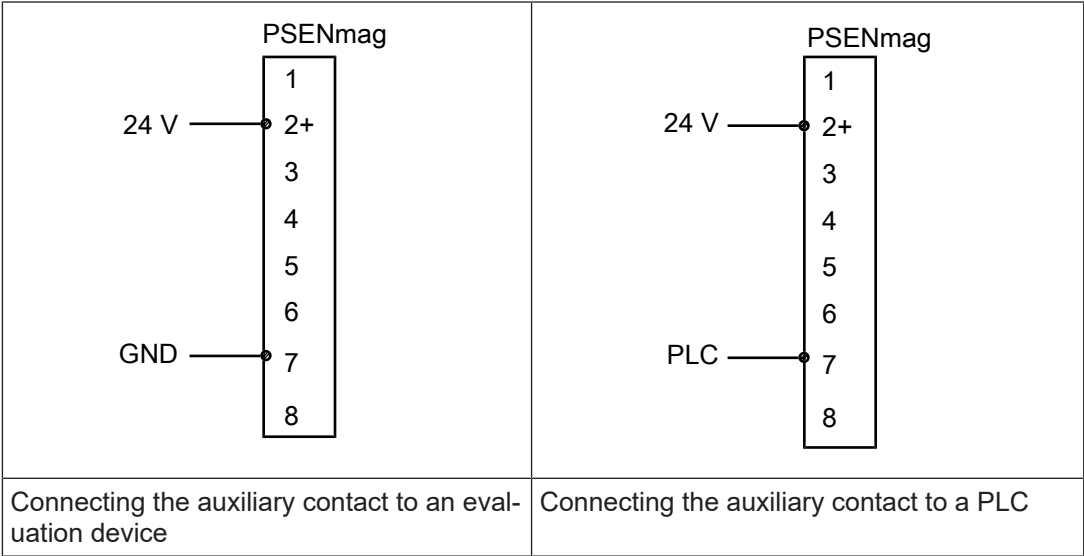 PSENmag
1
24 V
2+
3
4
5
6
GND
7
8
Connecting the auxiliary contact to an eval-
uation device
PSENmag
1
24 V
2+
3
4
5
6
PLC
7
8
Connecting the auxiliary contact to a PLC